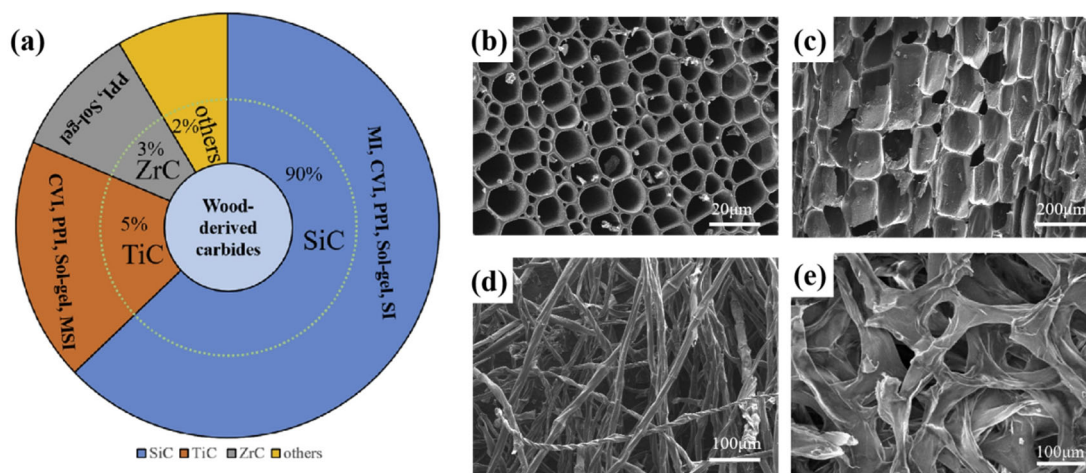 (a)
PPI, Sol-gel
others
2%
3%
ZrC
90%
MI, CVI, PPI, Sol-gel, SI
CVI, PPI, Sol-gel, MSI
5%
TiC
Wood-
derived
carbides
SiC
SiC TiC ZrC others
(b)
20μm
(c)
200μm
(d)
100μm
(e)
100μm